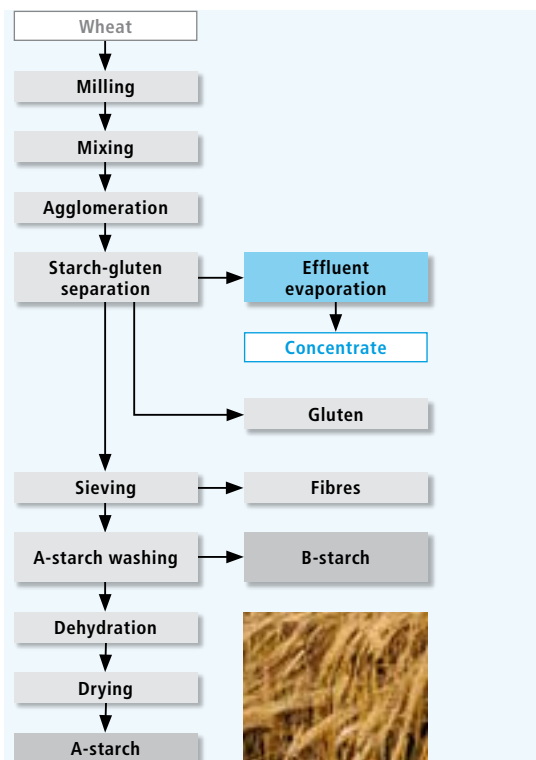 Wheat
Milling
Mixing
Agglomeration
Starch-gluten
separation
Effluent
evaporation
Concentrate
Gluten
Sieving
Fibres
A-starch washing
B-starch
Dehydration
Drying
A-starch